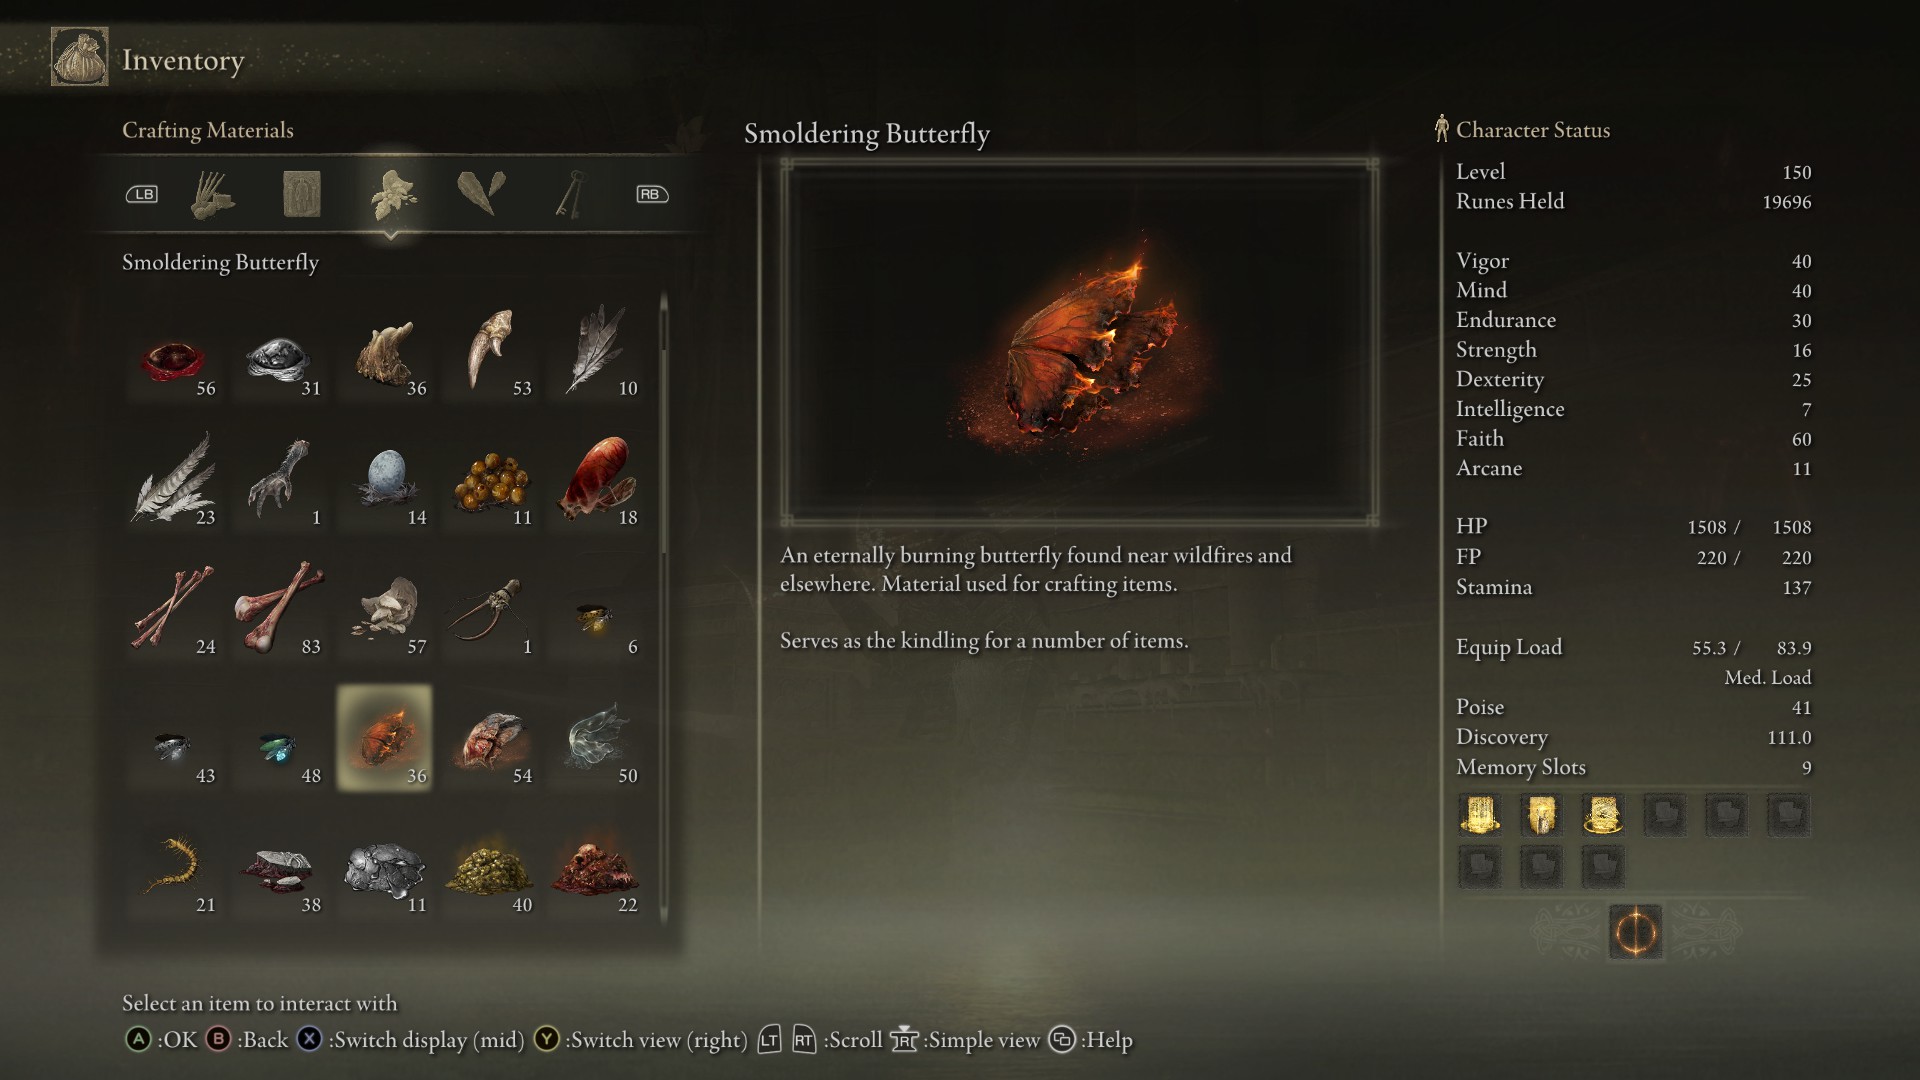 Inventory
Crafting Materials
LB
RB
Smoldering Butterfly
56 31 36 53 10
23 1 14 11 18
24 83 57 1 6
43 48 36 54 50
21 38 11 40 22
Smoldering Butterfly
An eternally burning butterfly found near wildfires and
elsewhere. Material used for crafting items.
Serves as the kindling for a number of items.
Character Status
Level 150
Runes Held 19696
Vigor 40
Mind 40
Endurance 30
Strength 16
Dexterity 25
Intelligence 7
Faith 60
Arcane 11
HP 1508 / 1508
FP 220 / 220
Stamina 137
Equip Load 55.3 / 83.9
Med. Load
Poise 41
Discovery 111.0
Memory Slots 9
Select an item to interact with
A :OK B :Back X :Switch display (mid) Y :Switch view (right) LT RT :Scroll R :Simple view :Help